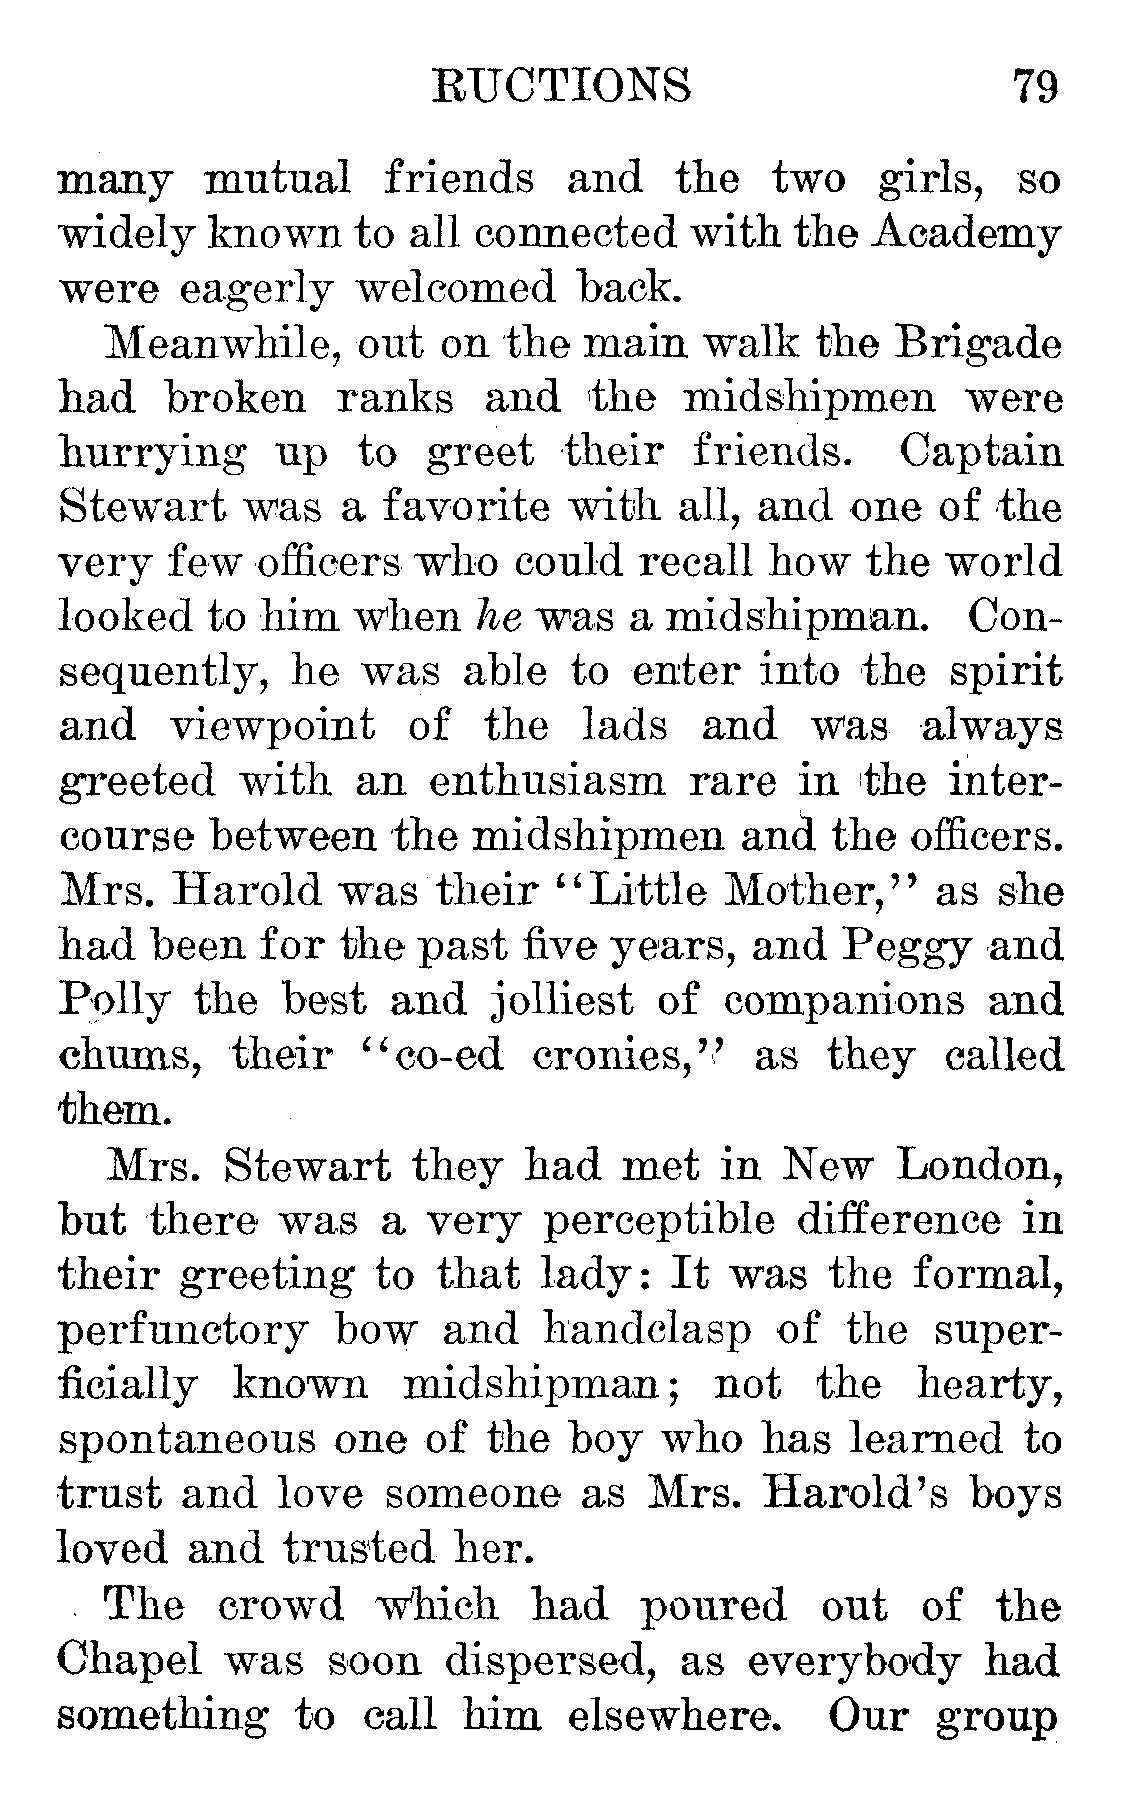 RUCTIONS 79
many mutual friends and the two girls, so
widely known to all connected with the Academy
were eagerly welcomed back.
Meanwhile, out on the main walk the Brigade
had broken ranks and the midshipmen were
hurrying up to greet their friends. Captain
Stewart was a favorite with all, and one of the
very few officers who could recall how the world
looked to him when he was a midshipman. Con-
sequently, he was able to enter into the spirit
and viewpoint of the lads and was always
greeted with an enthusiasm rare in the inter-
course between the midshipmen and the officers.
Mrs. Harold was their "Little Mother," as she
had been for the past five years, and Peggy and
Polly the best and jolliest of companions and
chums, their "co-ed cronies," as they called
them.
Mrs. Stewart they had met in New London,
but there was a very perceptible difference in
their greeting to that lady: It was the formal,
perfunctory bow and handclasp of the super-
ficially known midshipman; not the hearty,
spontaneous one of the boy who has learned to
trust and love someone as Mrs. Harold's boys
loved and trusted her.
The crowd which had poured out of the
Chapel was soon dispersed, as everybody had
something to call him elsewhere. Our group